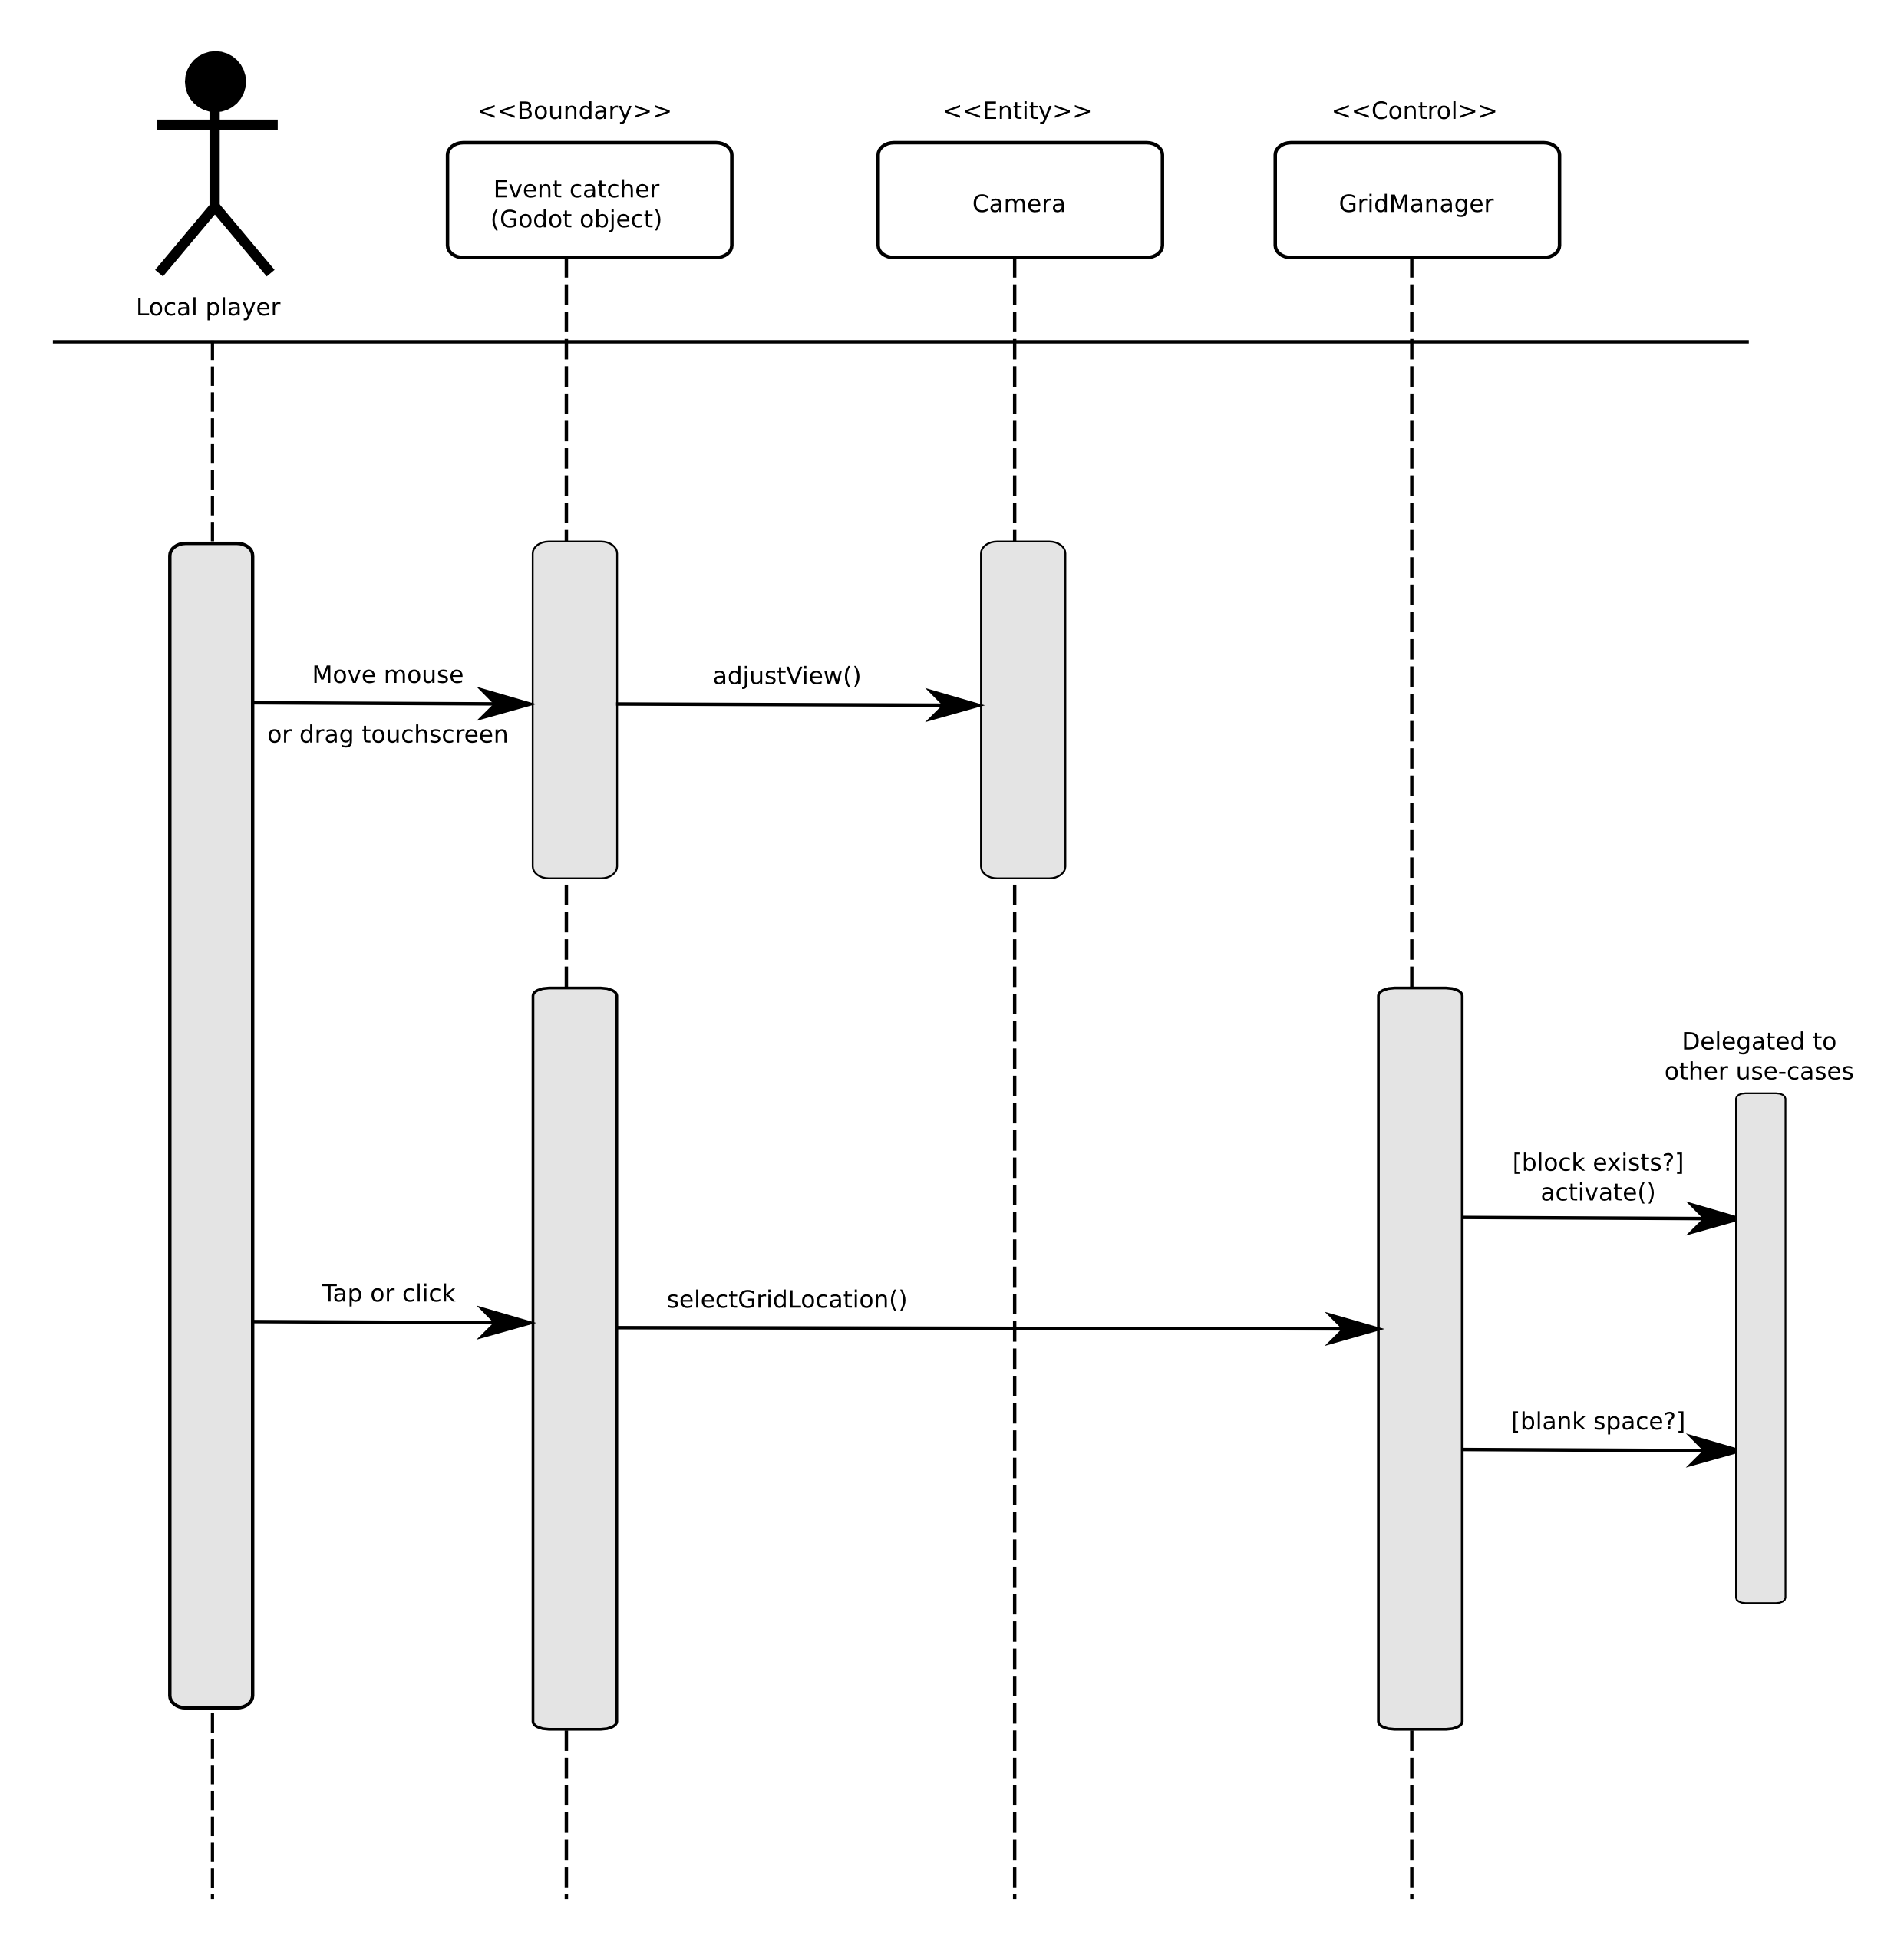 <<Boundary>>
<<Entity>>
<<Control>>
Event catcher
(Godot object)
Camera
GridManager
Local player
Move mouse
or drag touchscreen
adjustView()
Delegated to
other use-cases
[block exists?]
activate()
Tap or click
selectGridLocation()
[blank space?]